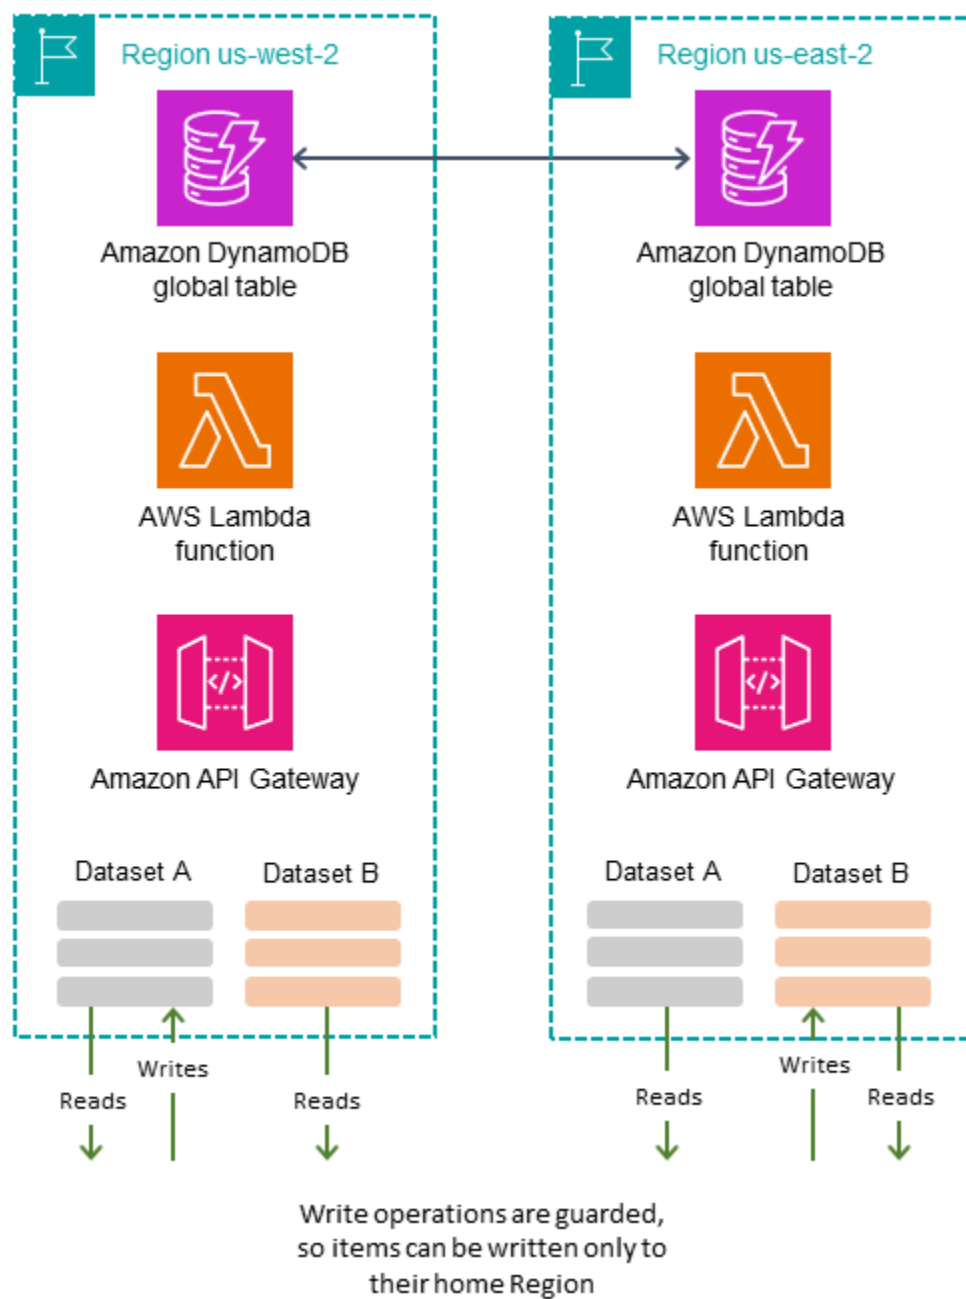 Region us-west-2
Amazon DynamoDB
global table
AWS Lambda
function
</>
Amazon API Gateway
Dataset A
Dataset B
Writes
Reads
Reads
Region us-east-2
Amazon DynamoDB
global table
AWS Lambda
function
</>
Amazon API Gateway
Dataset A
Dataset B
Writes
Reads
Reads
Write operations are guarded,
so items can be written only to
their home Region